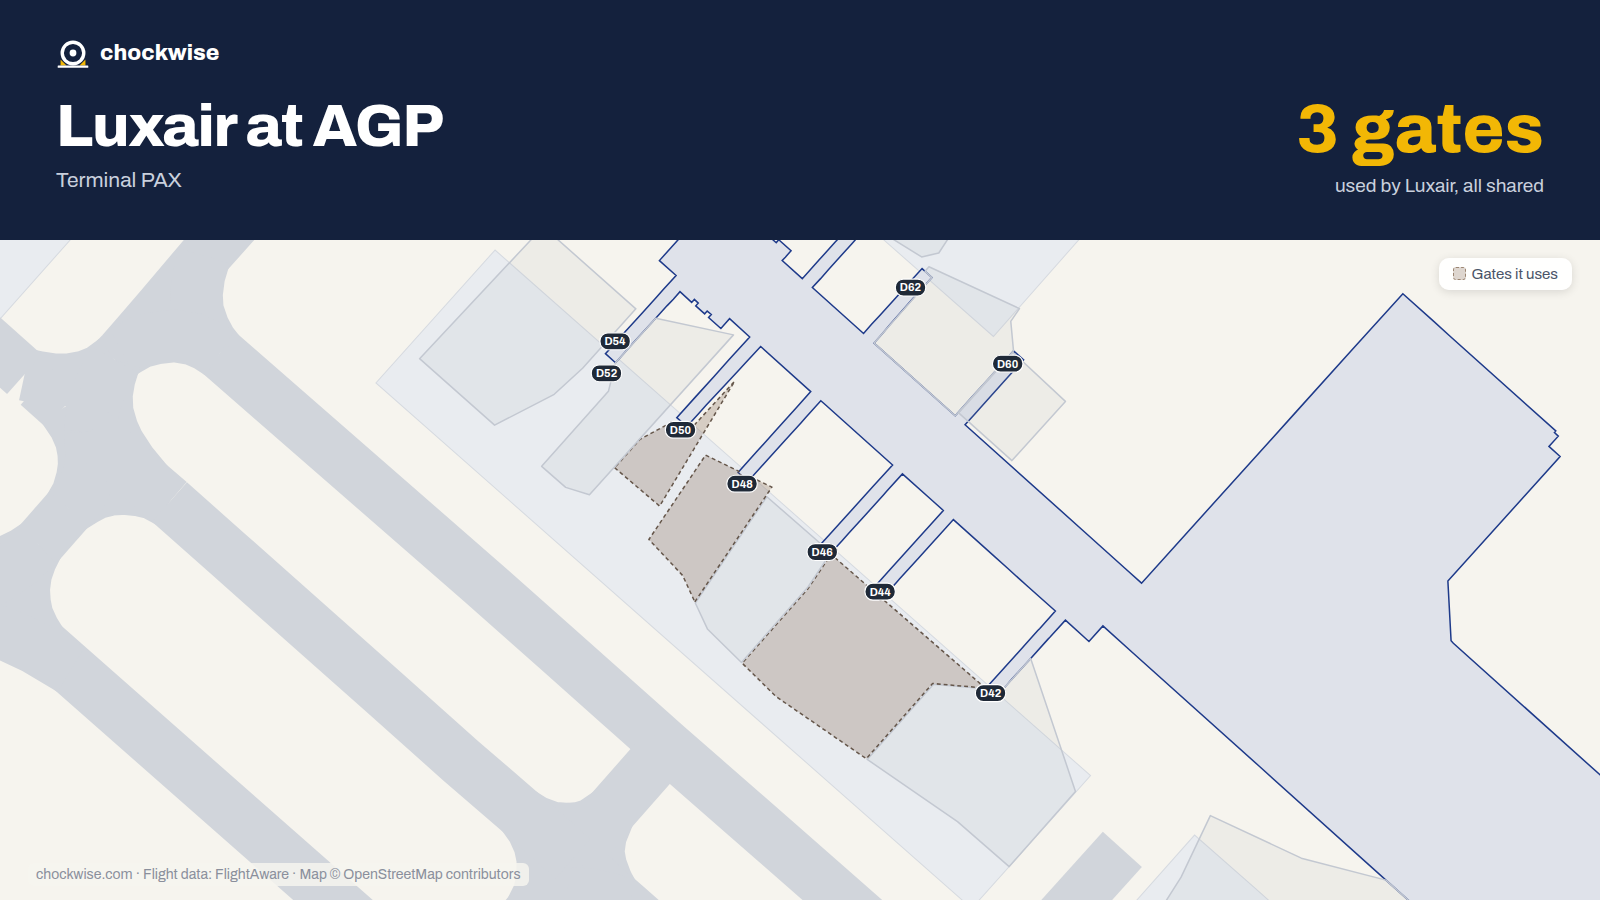 chockwise
Luxair at AGP
Terminal PAX
3 gates
used by Luxair, all shared
Gates it uses
D62
D54
D60
D52
D50
D48
D46
D44
D42
chockwise.com · Flight data: FlightAware · Map © OpenStreetMap contributors